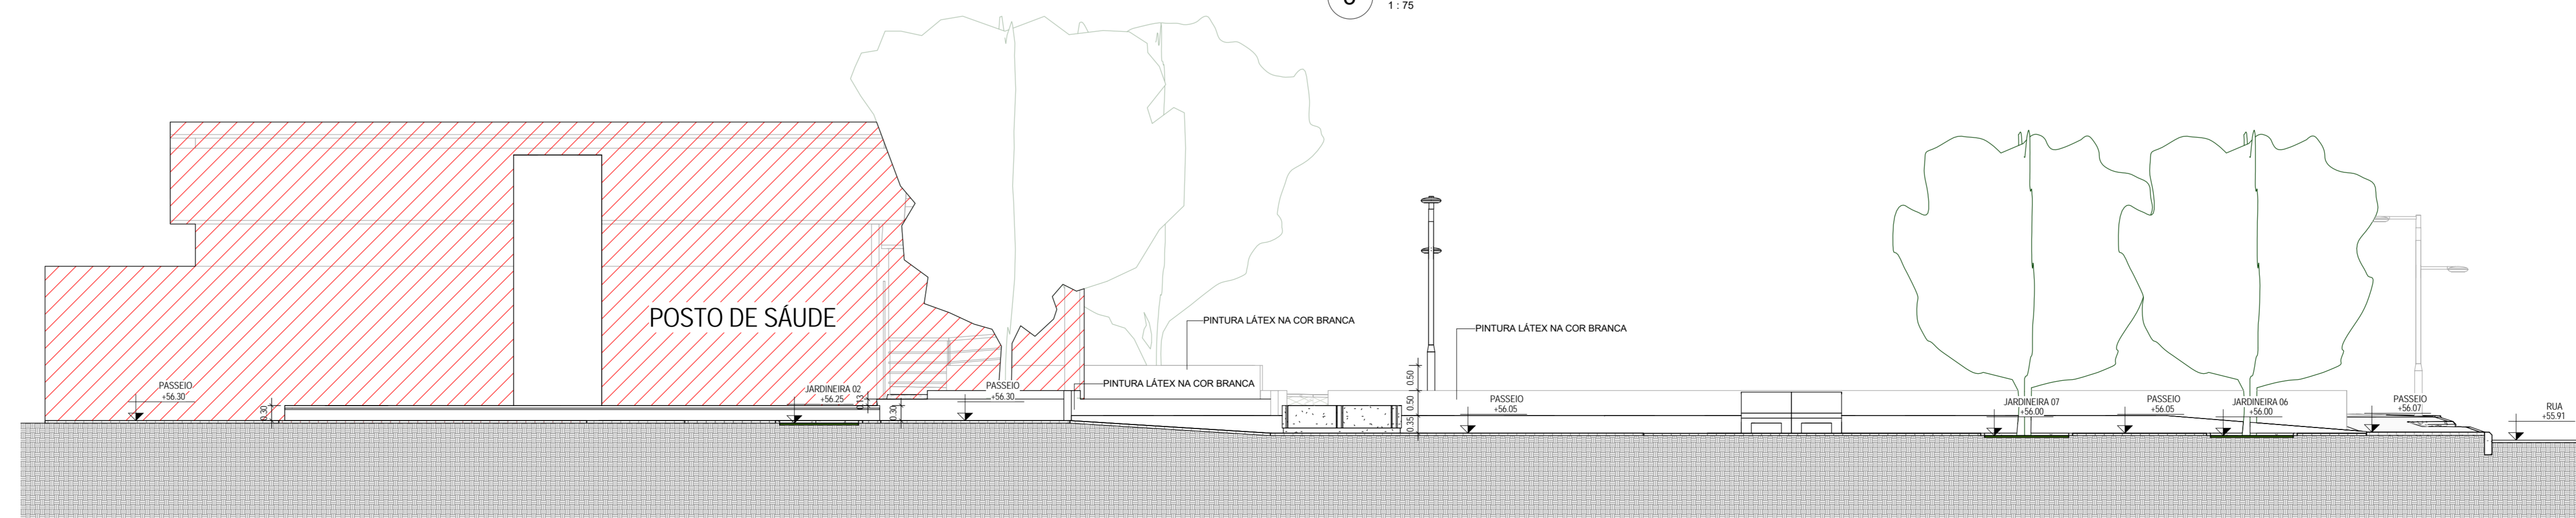 1 : 75
POSTO DE SÁUDE
PINTURA LÁTEX NA COR BRANCA
PINTURA LÁTEX NA COR BRANCA
PINTURA LÁTEX NA COR BRANCA
PASSEIO
+56.30
0.30
JARDINEIRA 02
+56.25
0.13
0.30
PASSEIO
+56.30
0.50
0.50
0.35
PASSEIO
+56.05
JARDINEIRA 07
+56.00
PASSEIO
+56.05
JARDINEIRA 06
+56.00
PASSEIO
+56.07
RUA
+55.91